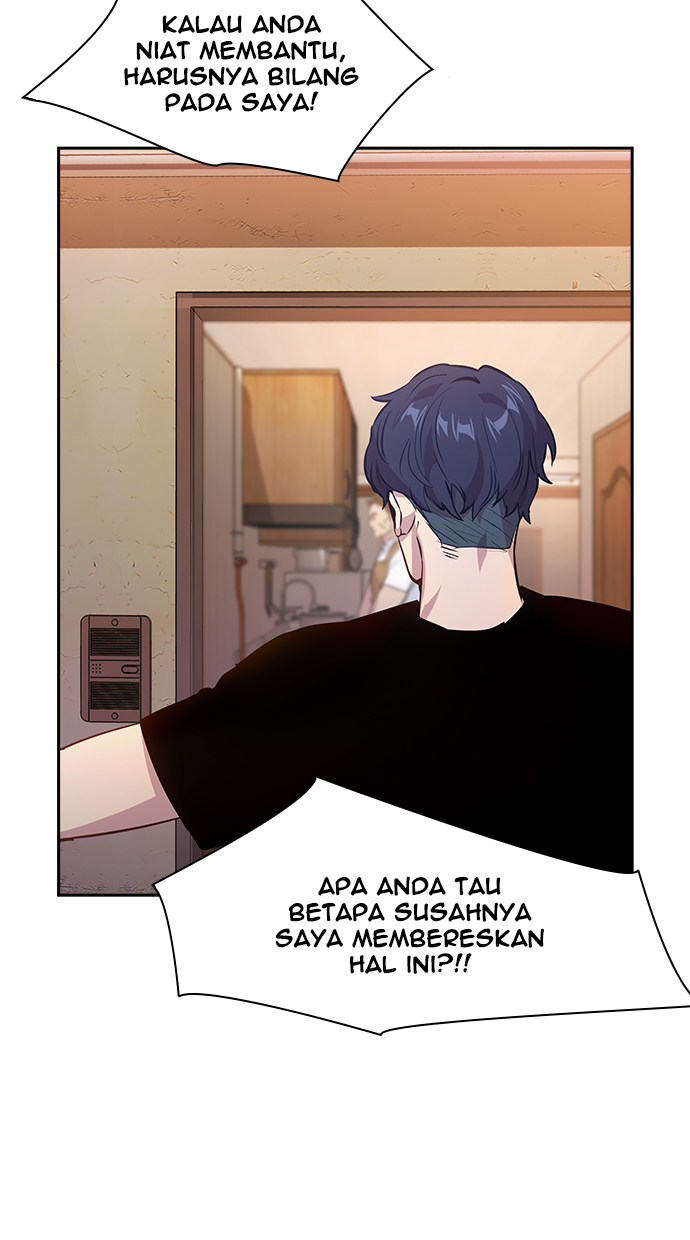 KALAU ANDA
NIAT MEMBANTU,
HARUSNYA BILANG
PADA SAYA!
APA ANDA TAU
BETAPA SUSAHNYA
SAYA MEMBERESKAN
HAL INI?!!